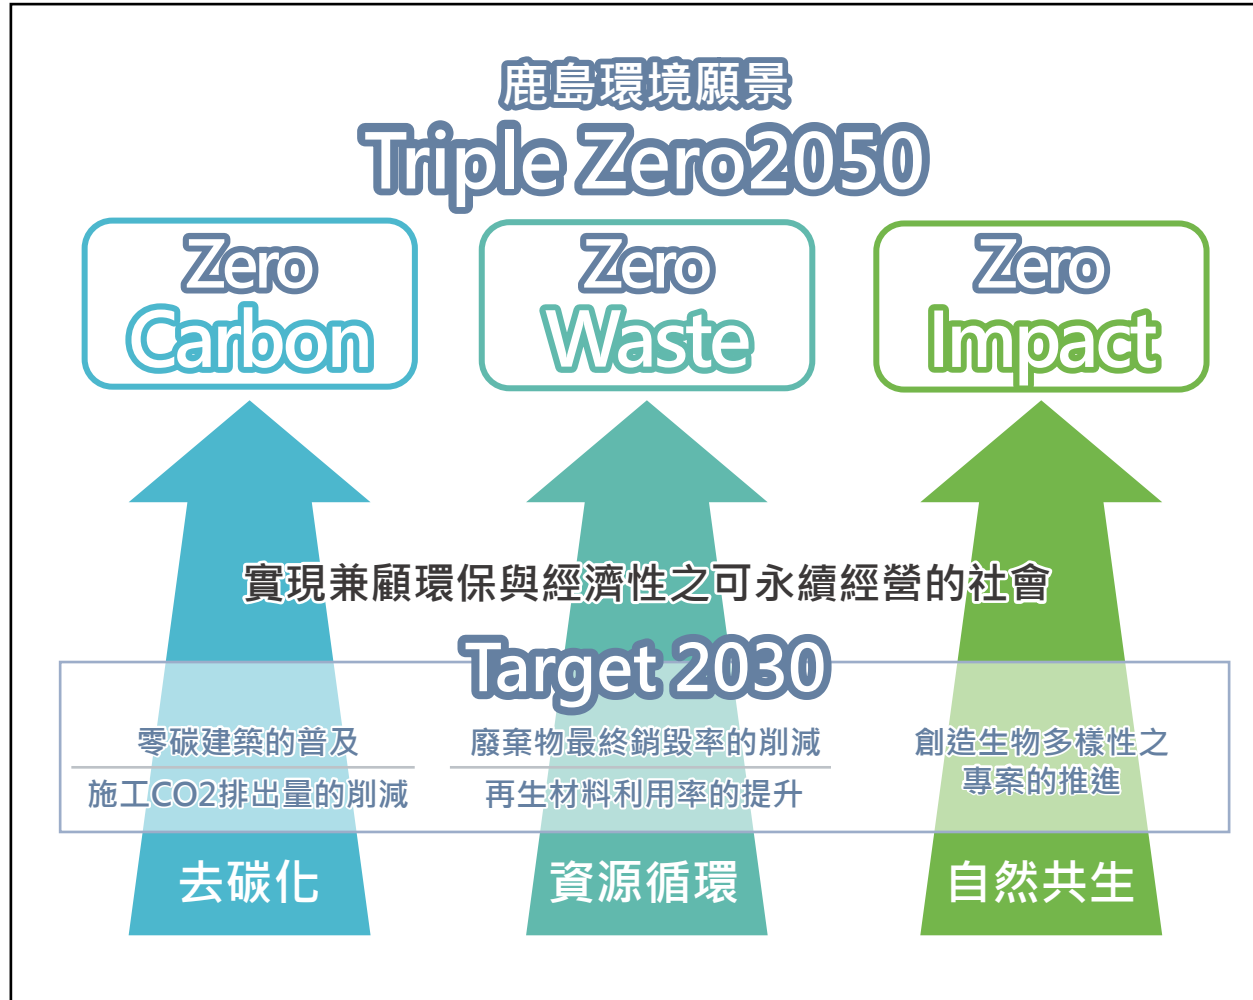 鹿島環境願景
Triple Zero2050
Zero
Carbon
Zero
Waste
Zero
Impact
實現兼顧環保與經濟性之可永續經營的社會
Target 2030
零碳建築的普及
施工CO2排出量的削減
廢棄物最終銷毀率的削減
再生材料利用率的提升
創造生物多樣性之
專案的推進
去碳化
資源循環
自然共生